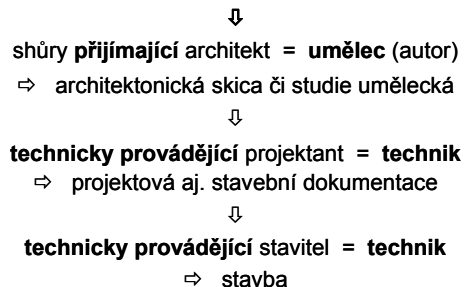 ⇩
shůry přijímající architekt = umělec (autor)
⇨ architektonická skica či studie umělecká
⇩
technicky provádějící projektant = technik
⇨ projektová aj. stavební dokumentace
⇩
technicky provádějící stavitel = technik
⇨ stavba